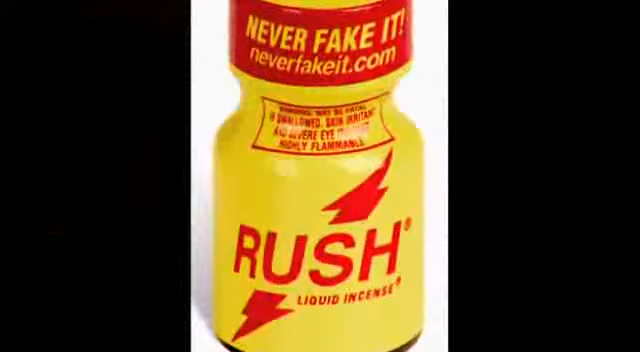 NEVER FAKE IT!
neverfakeit.com
WARNING: MAY BE FATAL
IF SWALLOWED, SKIN IRRITANT
AND SEVERE EYE IRRITANT
HIGHLY FLAMMABLE
RUSH®
LIQUID INCENSE®